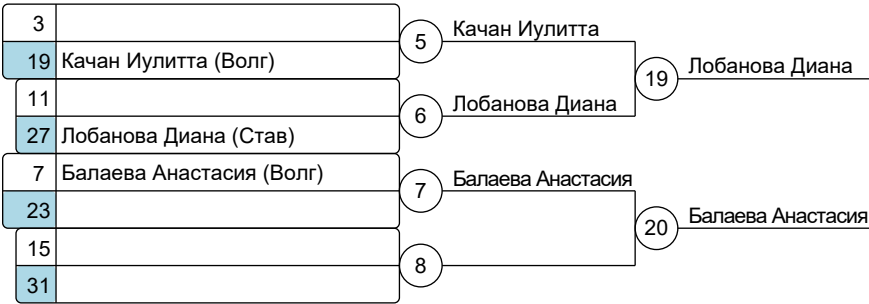 3
19 Качан Иулитта (Волг)
11
27 Лобанова Диана (Став)
7 Балаева Анастасия (Волг)
23
15
31
5 Качан Иулитта
6 Лобанова Диана
7 Балаева Анастасия
8
19 Лобанова Диана
20 Балаева Анастасия